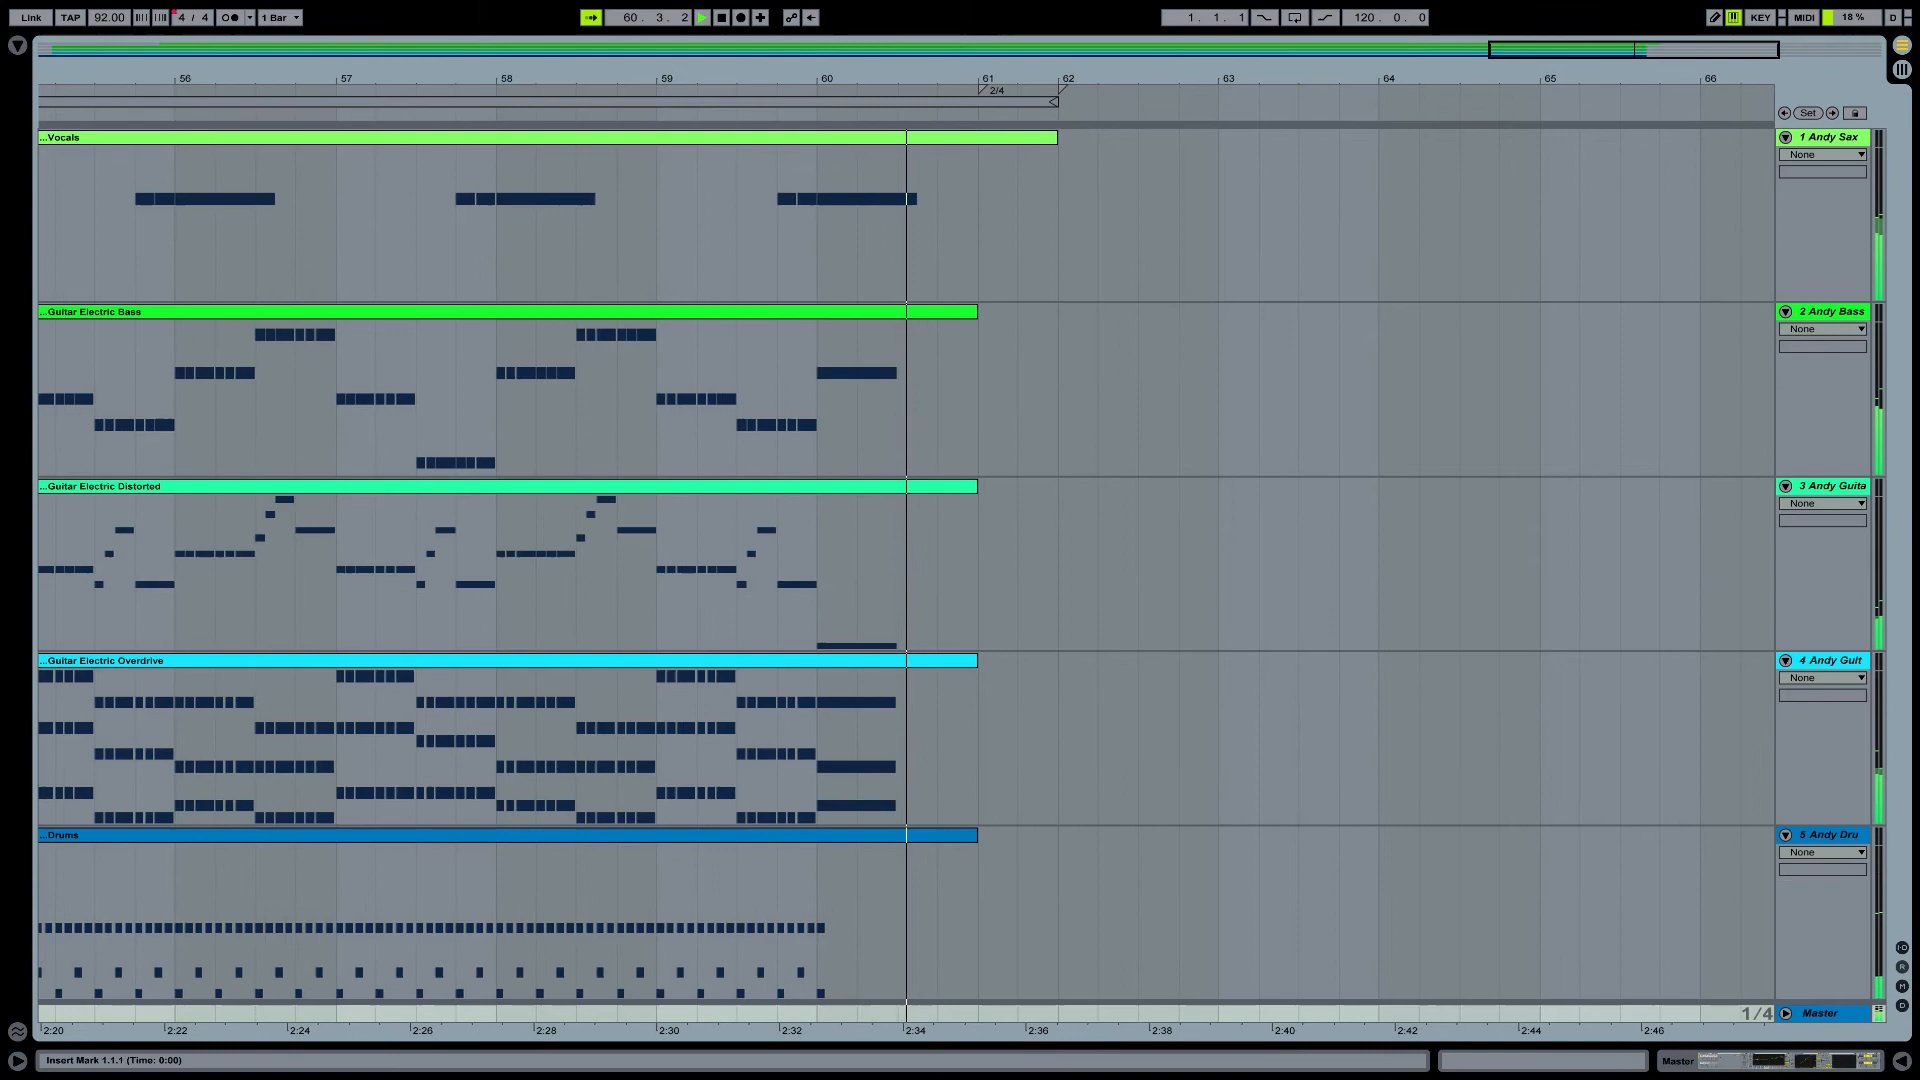 Link TAP 92.00 4 / 4 1 Bar 60. 3. 2 1. 1. 1 120. 0. 0 KEY MIDI 18 % D
56 57 58 59 60 61 62 63 64 65 66
2/4
Set
...Vocals
1 Andy Sax
None
...Guitar Electric Bass
2 Andy Bass
None
...Guitar Electric Distorted
3 Andy Guita
None
...Guitar Electric Overdrive
4 Andy Guit
None
...Drums
5 Andy Dru
None
I·O
R
M
D
1/4 Master
2:20 2:22 2:24 2:26 2:28 2:30 2:32 2:34 2:36 2:38 2:40 2:42 2:44 2:46
Insert Mark 1.1.1 (Time: 0:00) Master